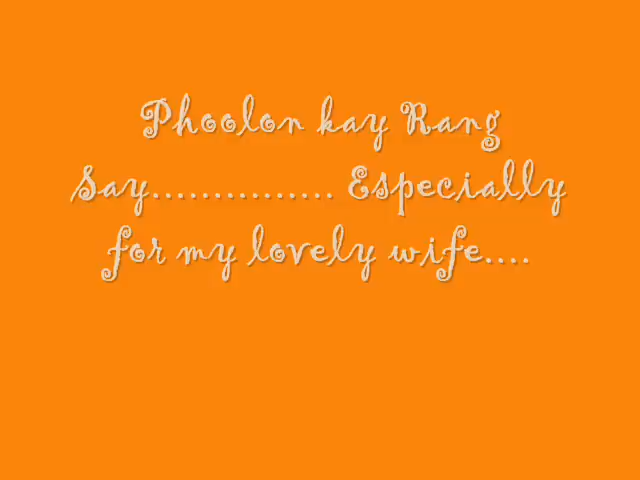 Phoolon kay Rang
Say............... Especially
for my lovely wife....